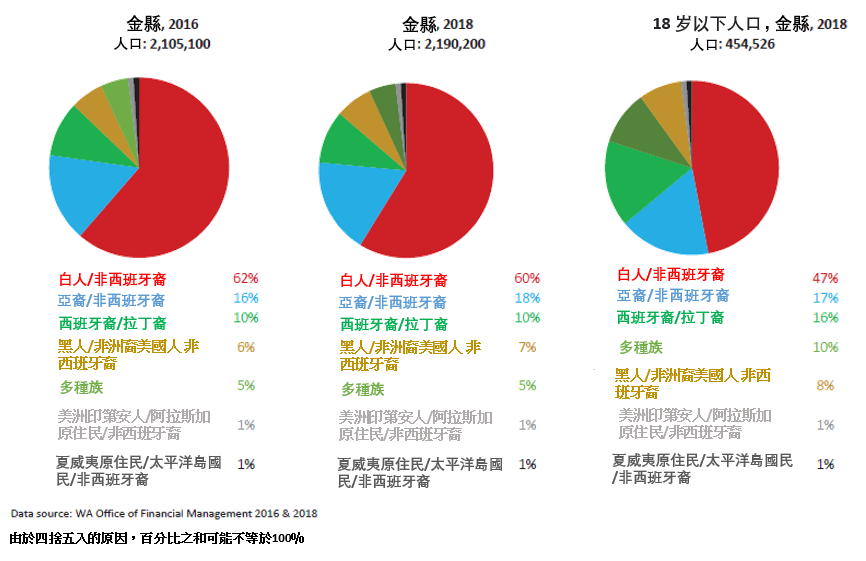 金縣, 2016
人口: 2,105,100
白人/非西班牙裔 62%
亞裔/非西班牙裔 16%
西班牙裔/拉丁裔 10%
黑人/非洲裔美國人 非
西班牙裔 6%
多種族 5%
美洲印第安人/阿拉斯加
原住民/非西班牙裔 1%
夏威夷原住民/太平洋島國
民/非西班牙裔 1%
金縣, 2018
人口: 2,190,200
白人/非西班牙裔 60%
亞裔/非西班牙裔 18%
西班牙裔/拉丁裔 10%
黑人/非洲裔美國人 非
西班牙裔 7%
多種族 5%
美洲印第安人/阿拉斯加
原住民/非西班牙裔 1%
夏威夷原住民/太平洋島國
民/非西班牙裔 1%
18 岁以下人口 , 金縣, 2018
人口: 454,526
白人/非西班牙裔 47%
亞裔/非西班牙裔 17%
西班牙裔/拉丁裔 16%
多種族 10%
黑人/非洲裔美國人 非西
班牙裔 8%
美洲印第安人/阿拉斯加
原住民/非西班牙裔 1%
夏威夷原住民/太平洋島國民
/非西班牙裔 1%
Data source: WA Office of Financial Management 2016 & 2018
由於四捨五入的原因，百分比之和可能不等於100%